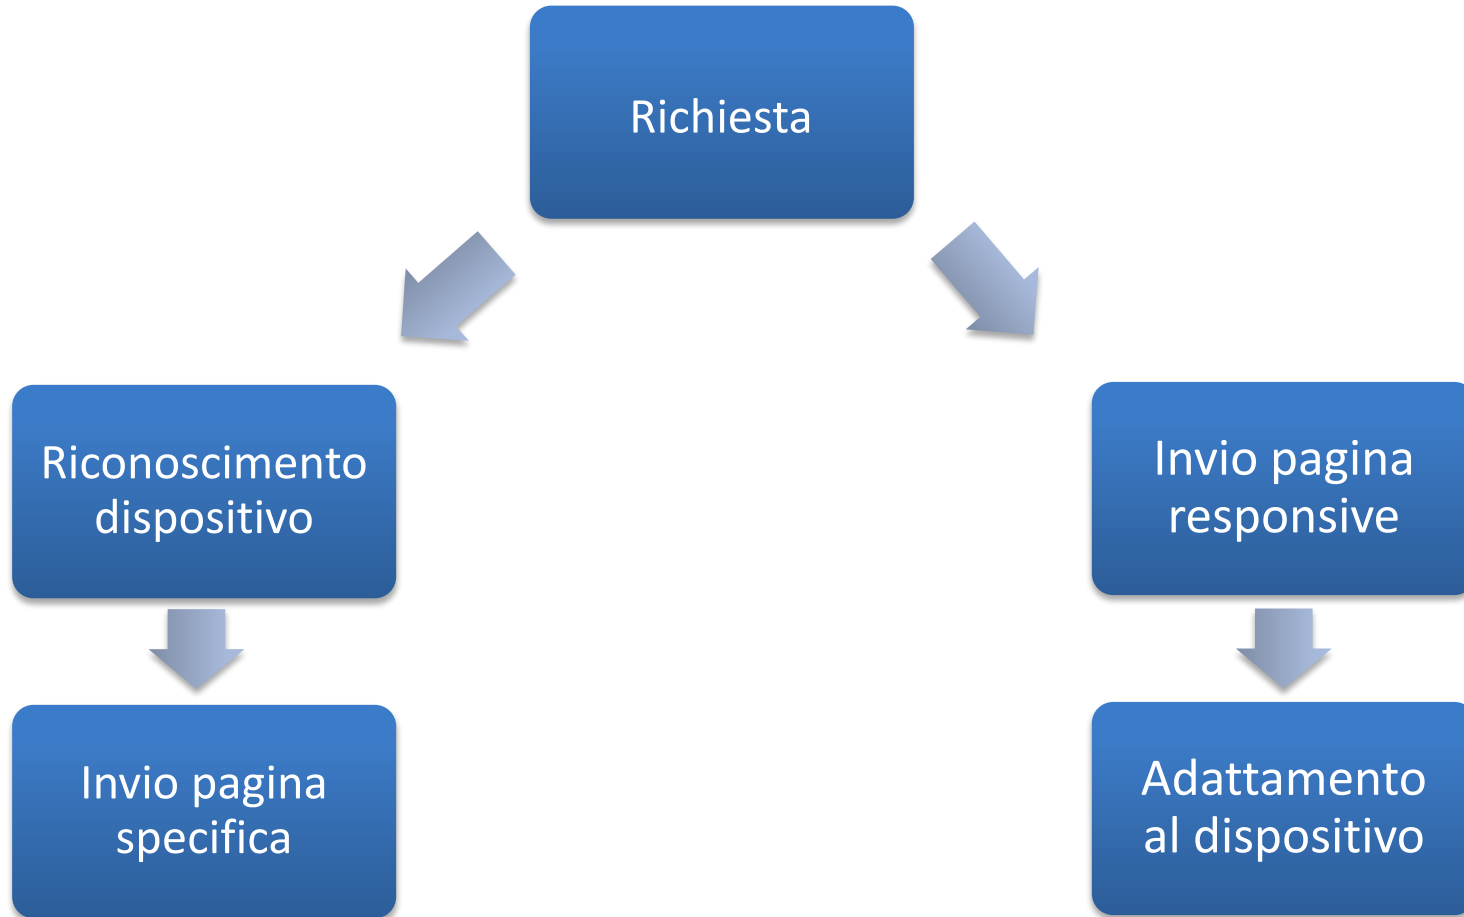 Richiesta
Riconoscimento
dispositivo
Invio pagina
responsive
Invio pagina
specifica
Adattamento
al dispositivo